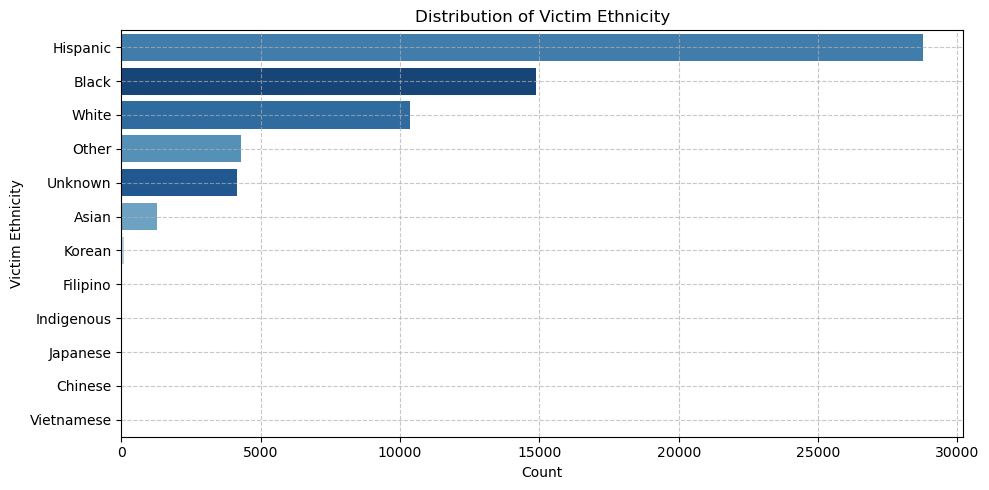 Distribution of Victim Ethnicity
Victim Ethnicity
Hispanic
Black
White
Other
Unknown
Asian
Korean
Filipino
Indigenous
Japanese
Chinese
Vietnamese
0 5000 10000 15000 20000 25000 30000
Count